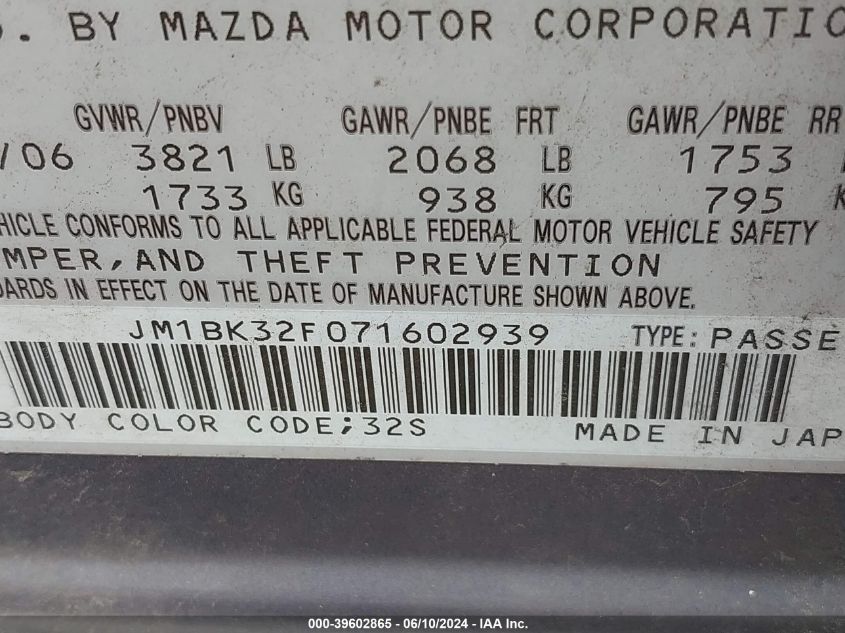 . BY MAZDA MOTOR CORPORATIO
GVWR/PNBV GAWR/PNBE FRT GAWR/PNBE RR
/06 3821 LB 2068 LB 1753
1733 KG 938 KG 795 K
HICLE CONFORMS TO ALL APPLICABLE FEDERAL MOTOR VEHICLE SAFETY
MPER,AND THEFT PREVENTION
DARDS IN EFFECT ON THE DATE OF MANUFACTURE SHOWN ABOVE.
JM1BK32F071602939 TYPE: PASSE
BODY COLOR CODE;32S MADE IN JAP
000-39602865 - 06/10/2024 - IAA Inc.